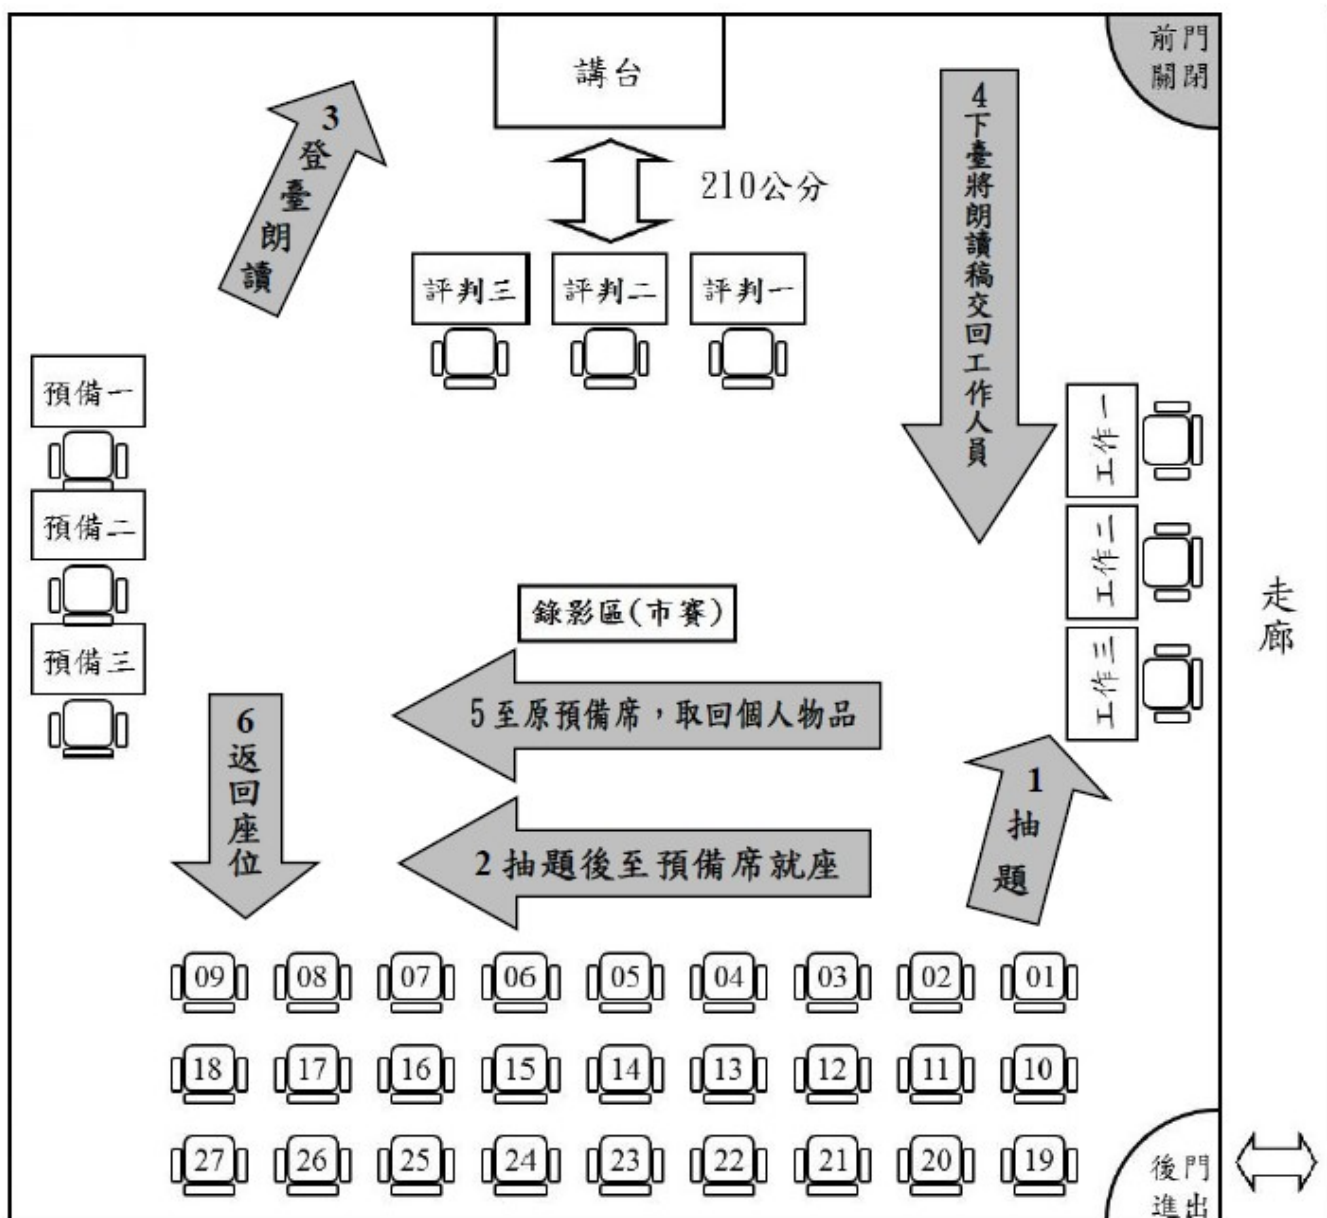 講台
前門
關閉
3登臺朗讀
4下臺將朗讀稿交回工作人員
210公分
評判三
評判二
評判一
預備一
預備二
預備三
工作一
工作二
工作三
走廊
錄影區(市賽)
5至原預備席，取回個人物品
6返回座位
1抽題
2抽題後至預備席就座
09 08 07 06 05 04 03 02 01
18 17 16 15 14 13 12 11 10
27 26 25 24 23 22 21 20 19
後門
進出